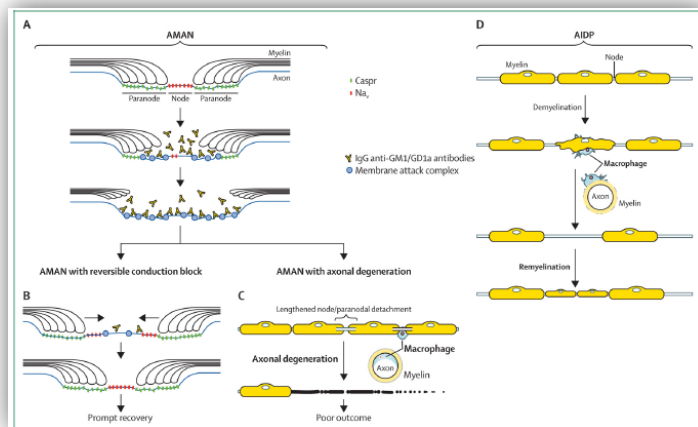 A
AMAN
Myelin
Axon
Paranode Node Paranode
Caspr
Nav
IgG anti-GM1/GD1a antibodies
Membrane attack complex
AMAN with reversible conduction block
AMAN with axonal degeneration
B
Prompt recovery
C
Lengthened node/paranodal detachment
Macrophage
Axonal degeneration
Axon
Myelin
Poor outcome
D
AIDP
Node
Myelin
Demyelination
Macrophage
Axon
Myelin
Remyelination